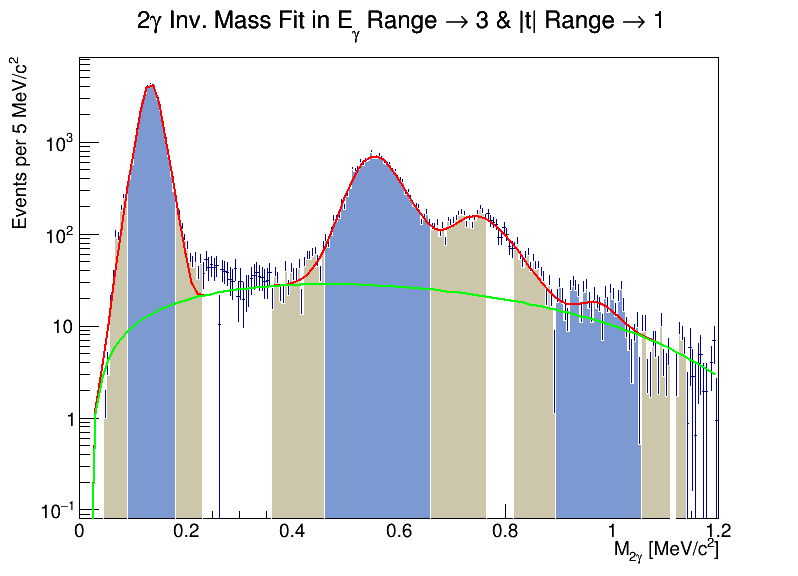 2γ Inv. Mass Fit in Eγ Range → 3 & |t| Range → 1
Events per 5 MeV/c²
10³
10²
10
1
10⁻¹
0 0.2 0.4 0.6 0.8 1 1.2
M2γ [MeV/c²]